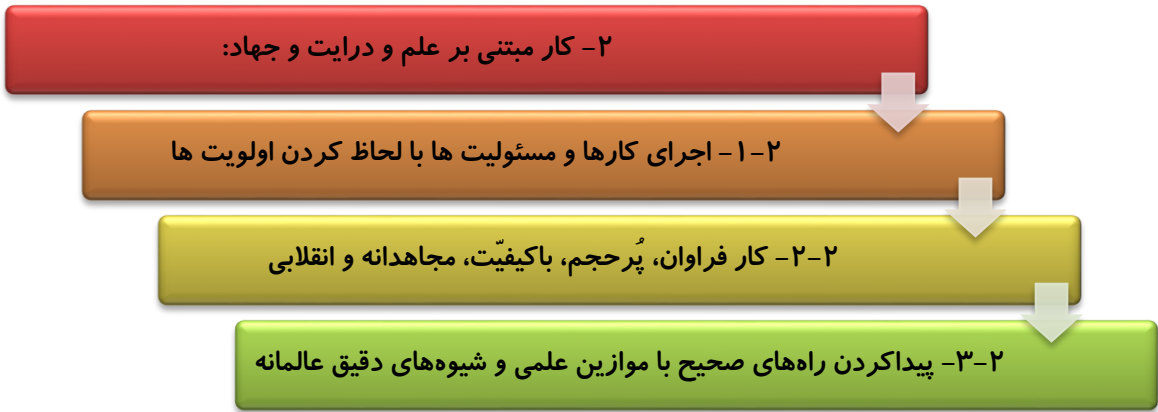 ۲- کار مبتنی بر علم و درایت و جهاد:
۲-۱- اجرای کارها و مسئولیت ها با لحاظ کردن اولویت ها
۲-۲- کار فراوان، پُرحجم، باکیفیّت، مجاهدانه و انقلابی
۲-۳- پیداکردن راه‌های صحیح با موازین علمی و شیوه‌های دقیق عالمانه